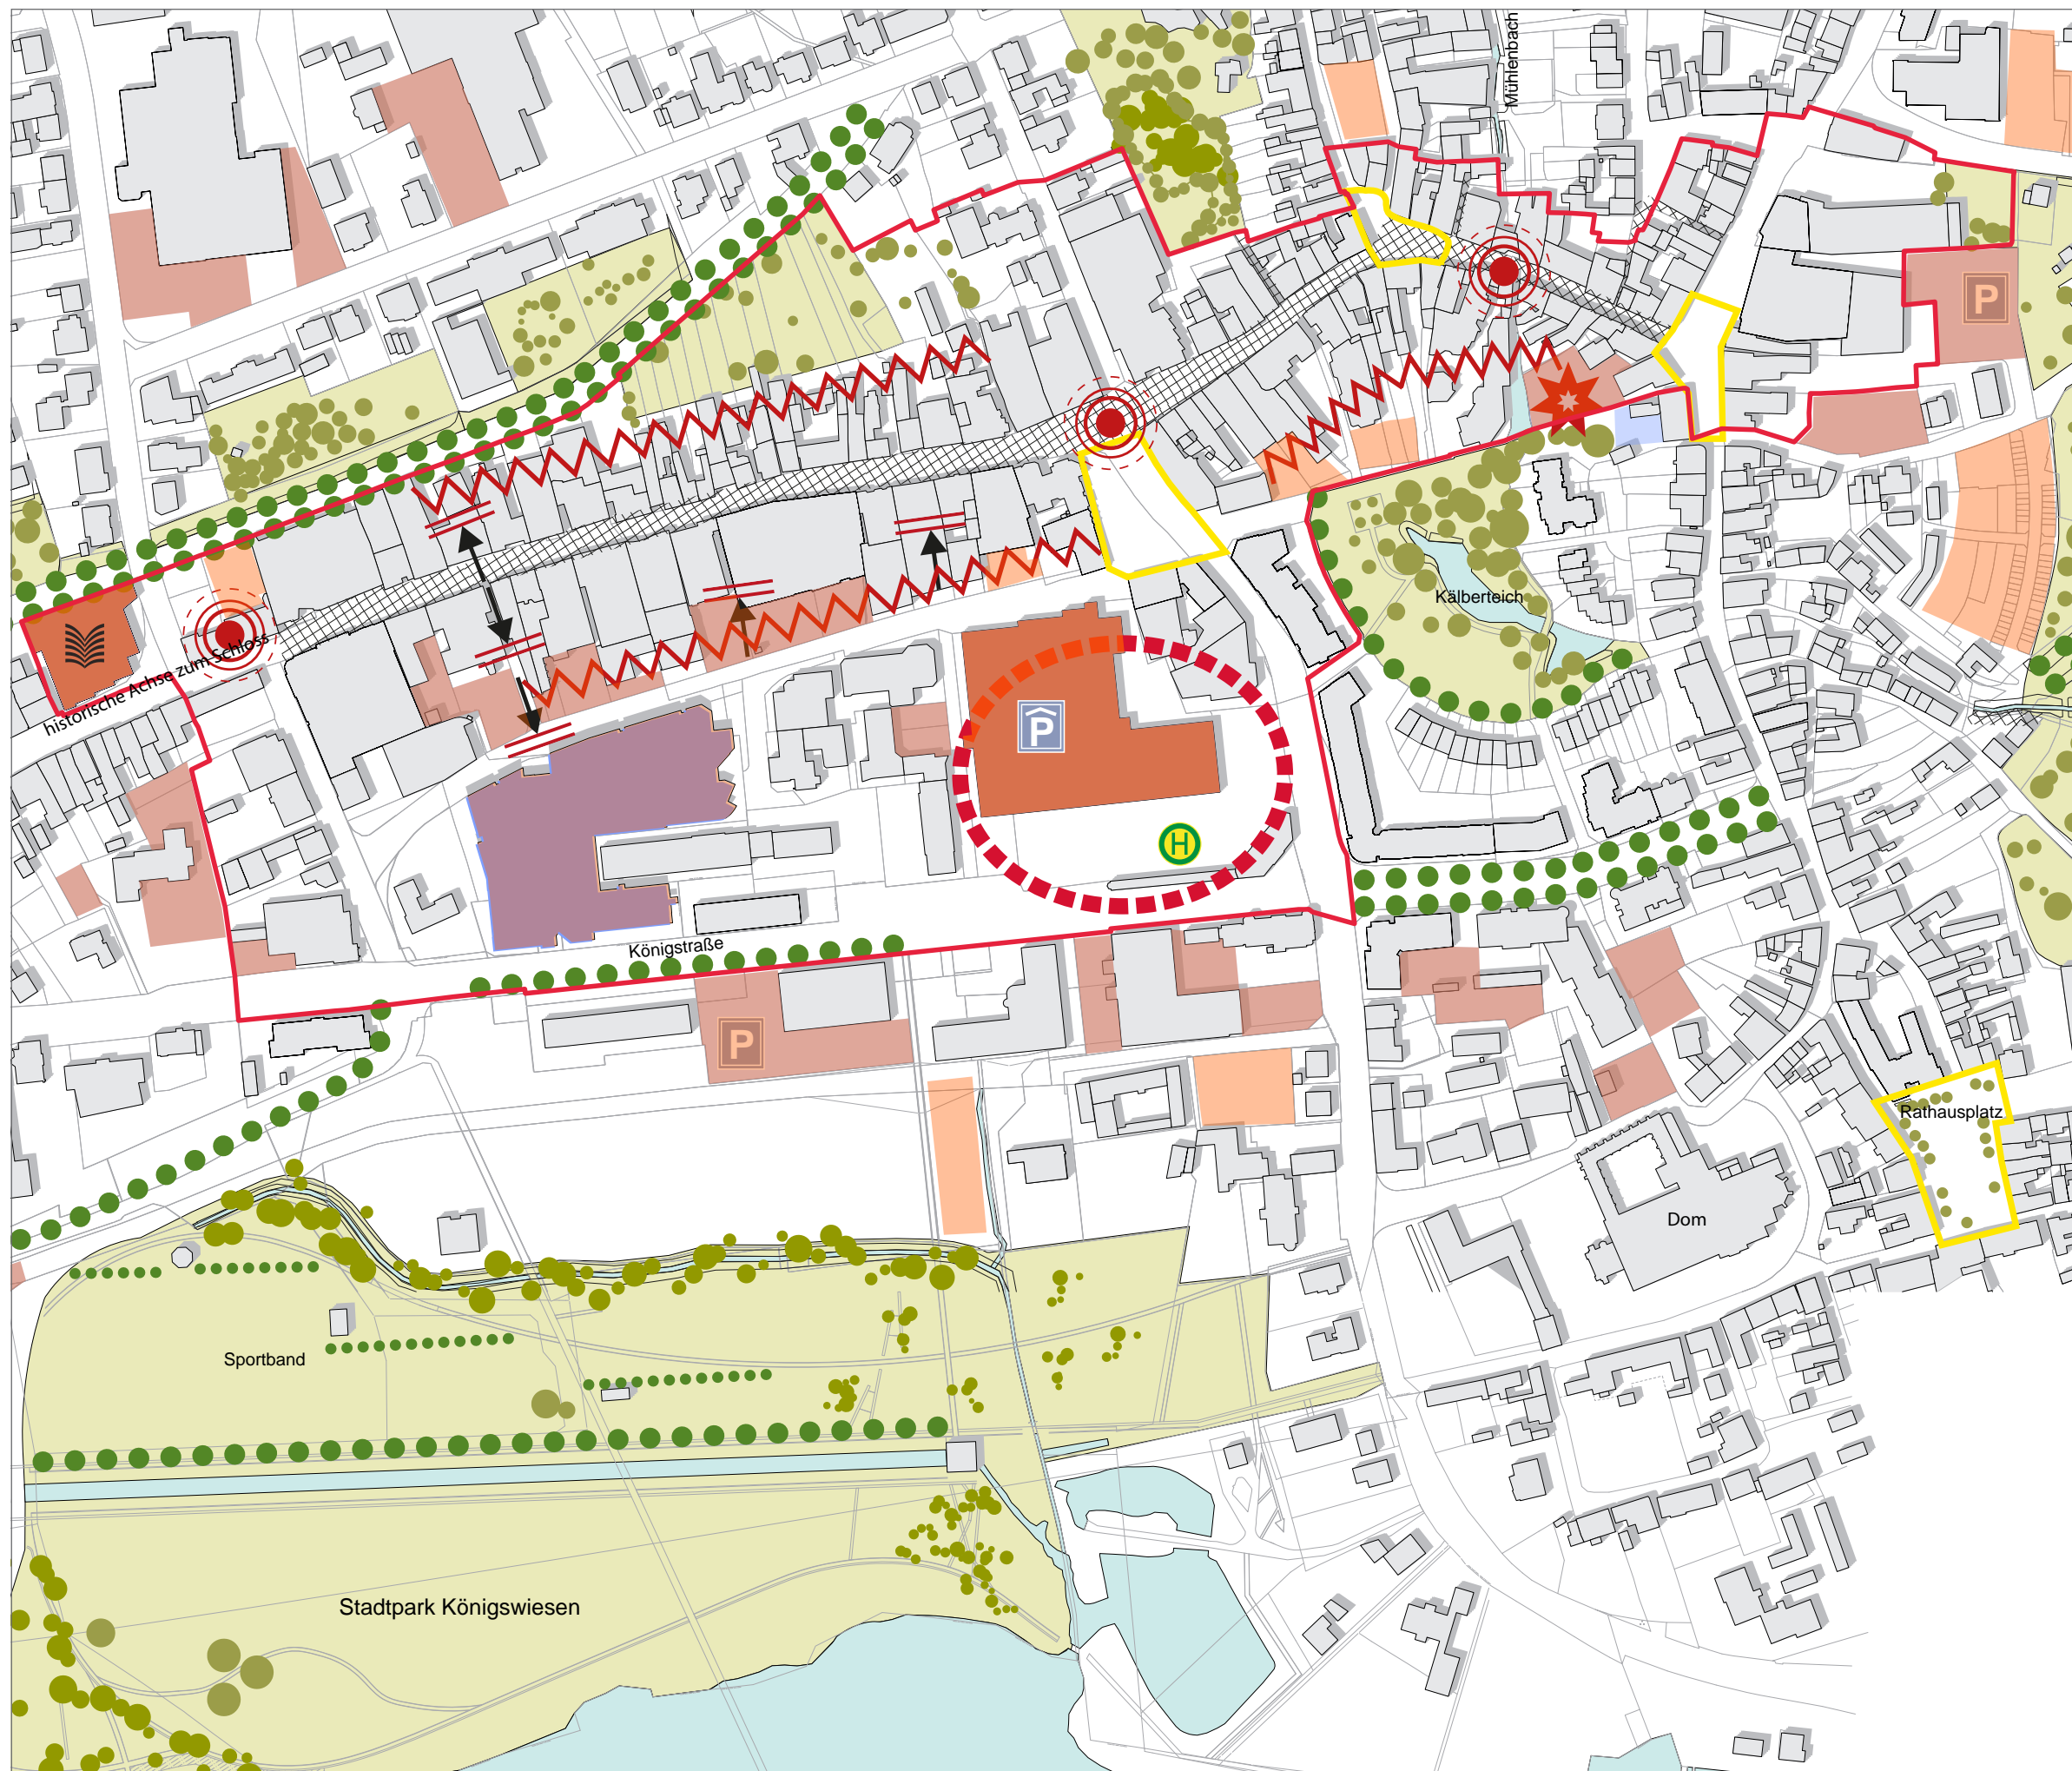 Mühlenbach
P
Kälberteich
historische Achse zum Schloss
P
H
Königstraße
P
Rathausplatz
Dom
Sportband
Stadtpark Königswiesen